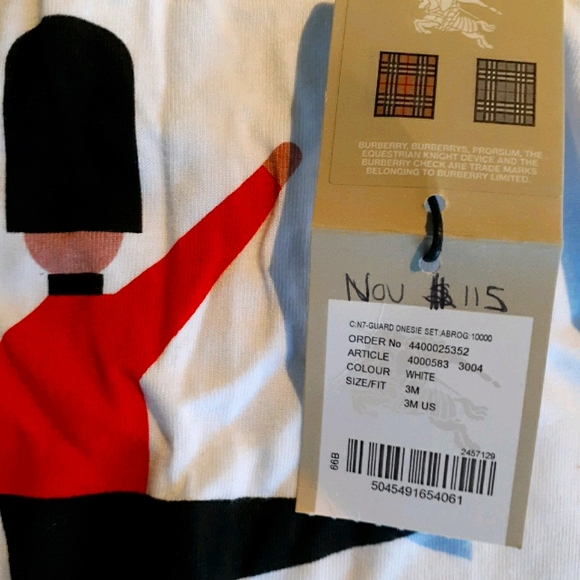 BURBERRY, BURBERRYS, PRORSUM, THE
EQUESTRIAN KNIGHT DEVICE AND THE
BURBERRY CHECK ARE TRADE MARKS
BELONGING TO BURBERRY LIMITED.
NOU $115
C:N7-GUARD ONESIE SET:ABROG:10000
ORDER No 4400025352
ARTICLE 4000583 3004
COLOUR WHITE
SIZE/FIT 3M
3M US
66B
2457129
5045491654061